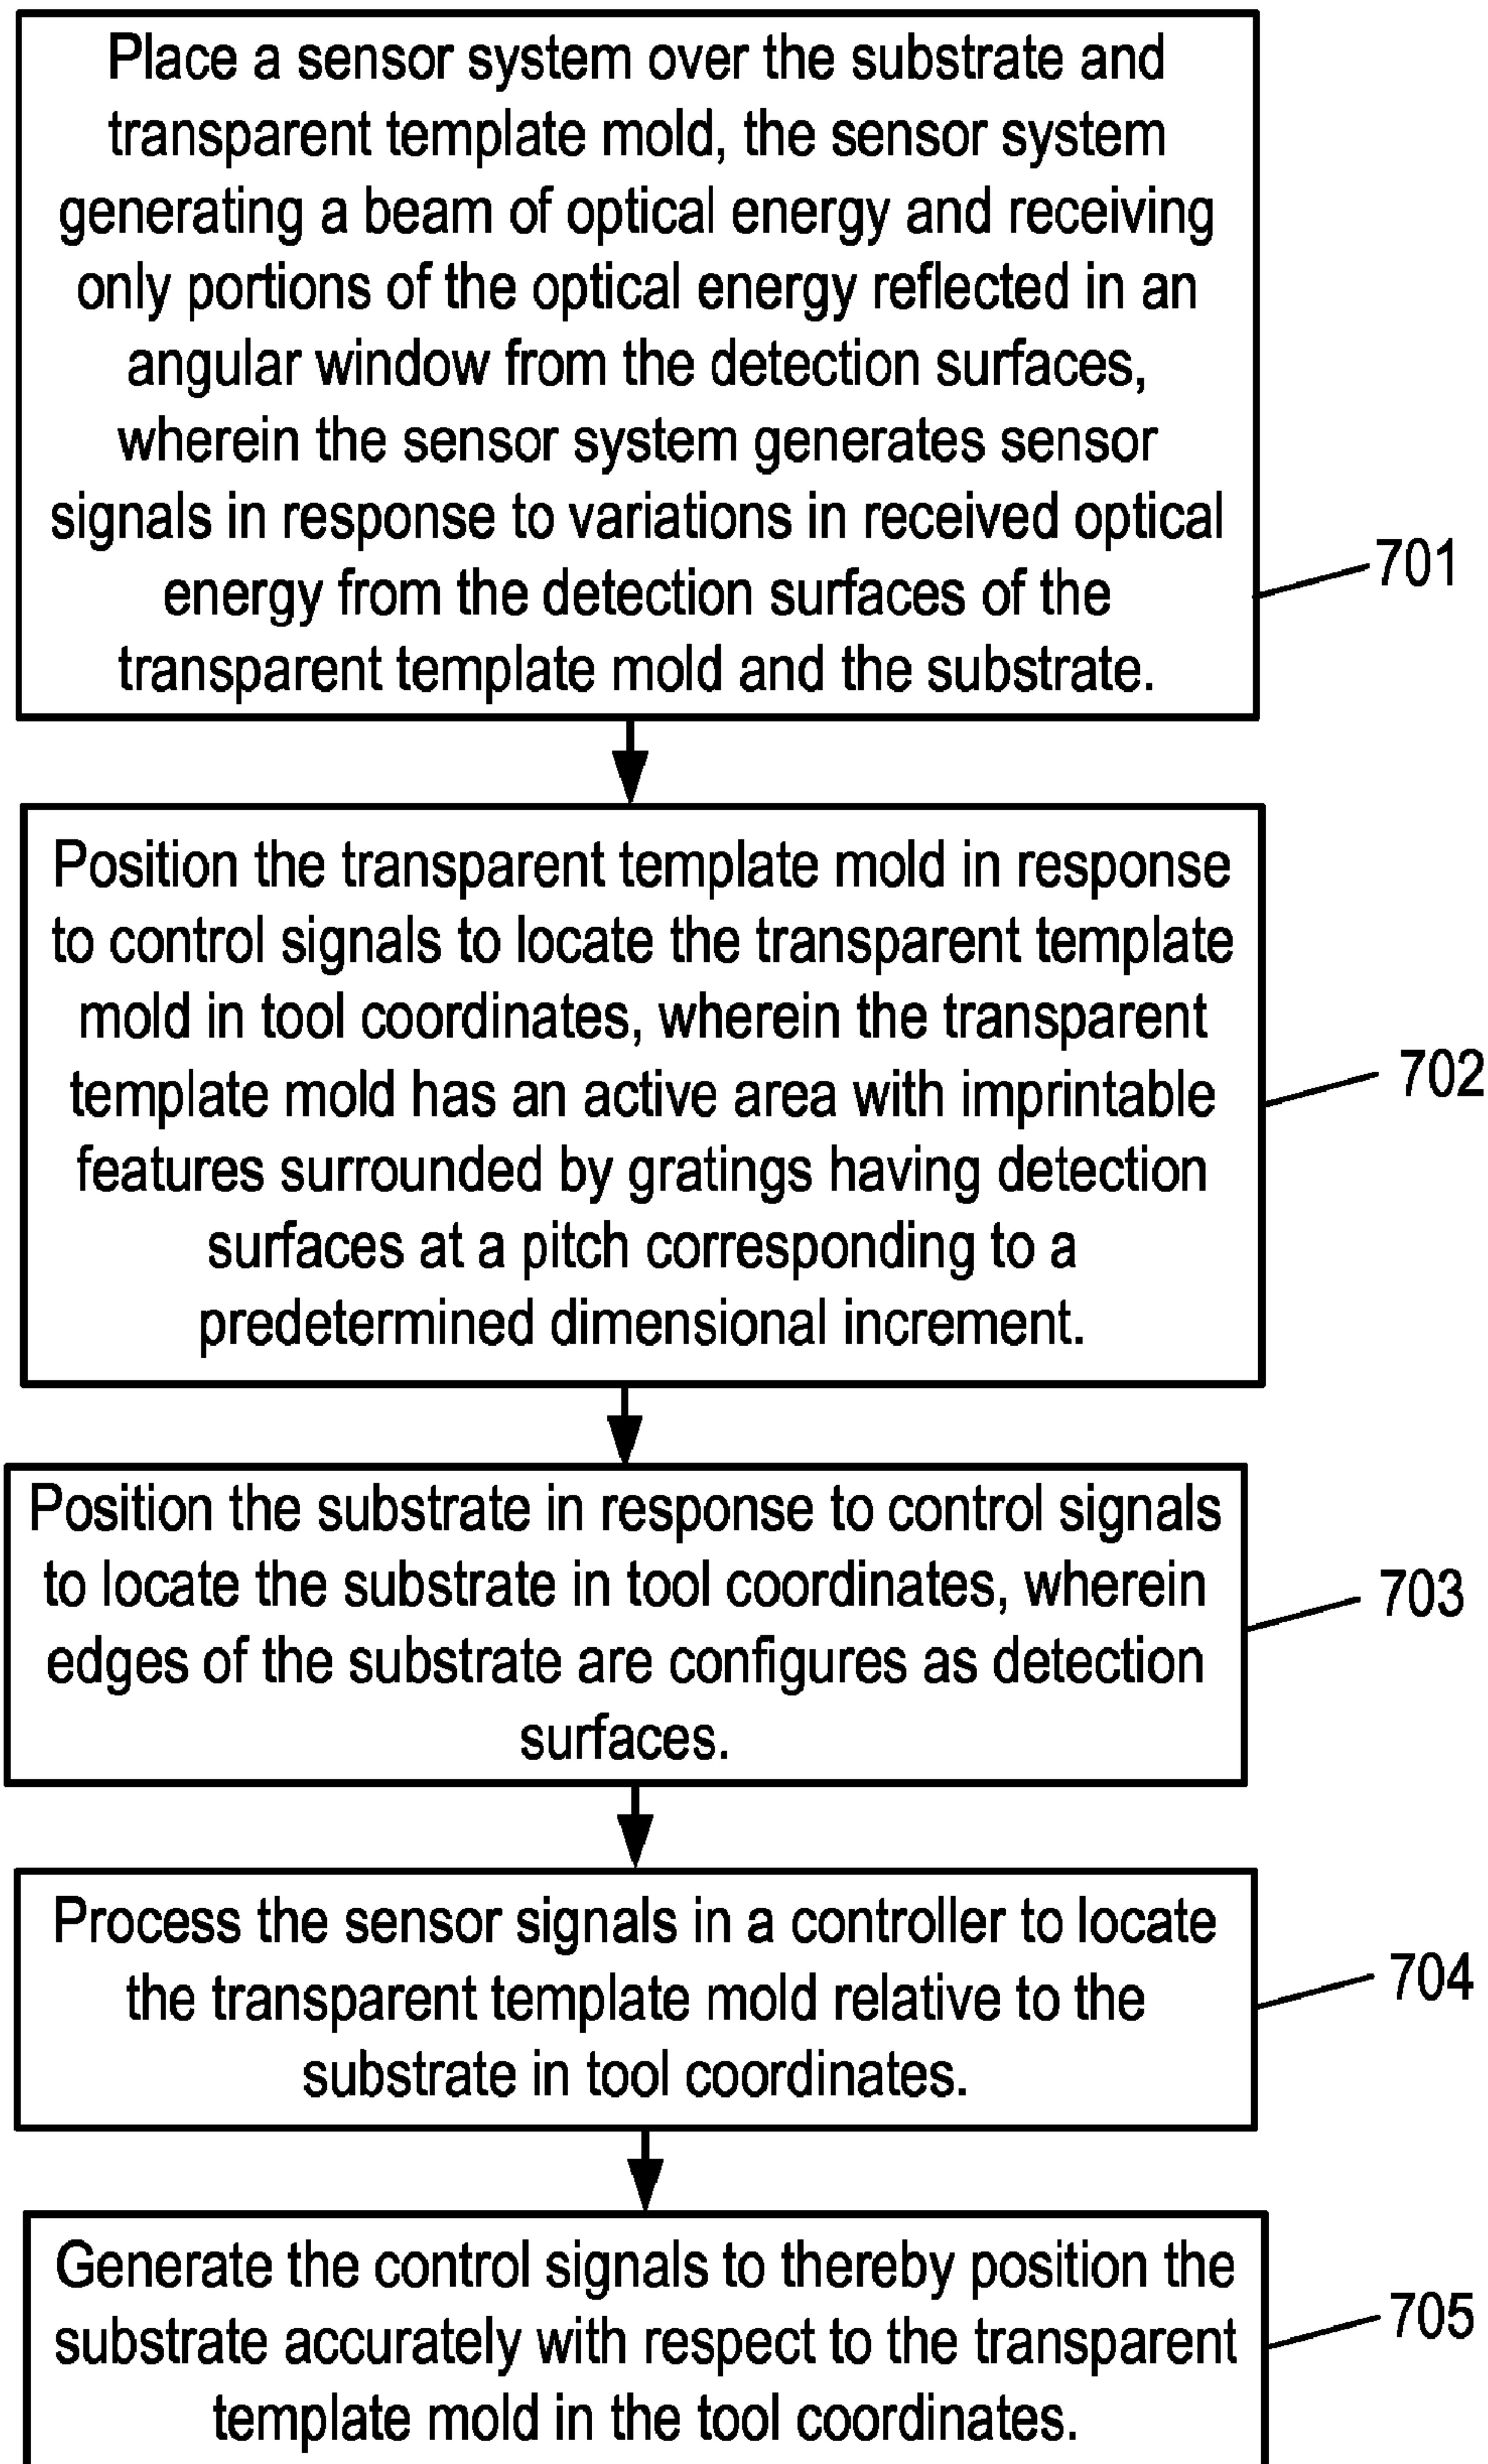 Place a sensor system over the substrate and
transparent template mold, the sensor system
generating a beam of optical energy and receiving
only portions of the optical energy reflected in an
angular window from the detection surfaces,
wherein the sensor system generates sensor
signals in response to variations in received optical
energy from the detection surfaces of the
transparent template mold and the substrate.
701
Position the transparent template mold in response
to control signals to locate the transparent template
mold in tool coordinates, wherein the transparent
template mold has an active area with imprintable
features surrounded by gratings having detection
surfaces at a pitch corresponding to a
predetermined dimensional increment.
702
Position the substrate in response to control signals
to locate the substrate in tool coordinates, wherein
edges of the substrate are configures as detection
surfaces.
703
Process the sensor signals in a controller to locate
the transparent template mold relative to the
substrate in tool coordinates.
704
Generate the control signals to thereby position the
substrate accurately with respect to the transparent
template mold in the tool coordinates.
705